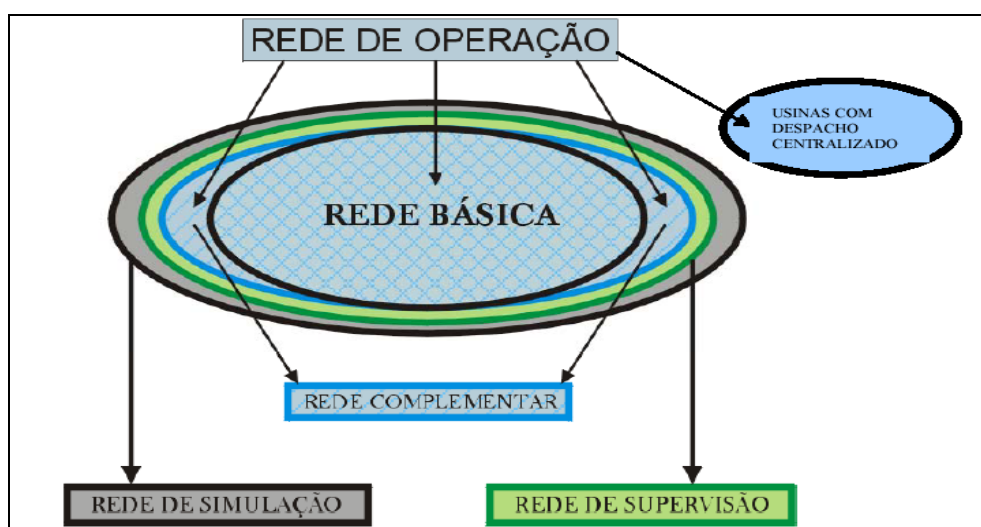 REDE DE OPERAÇÃO
USINAS COM
DESPACHO
CENTRALIZADO
REDE BÁSICA
REDE COMPLEMENTAR
REDE DE SIMULAÇÃO
REDE DE SUPERVISÃO